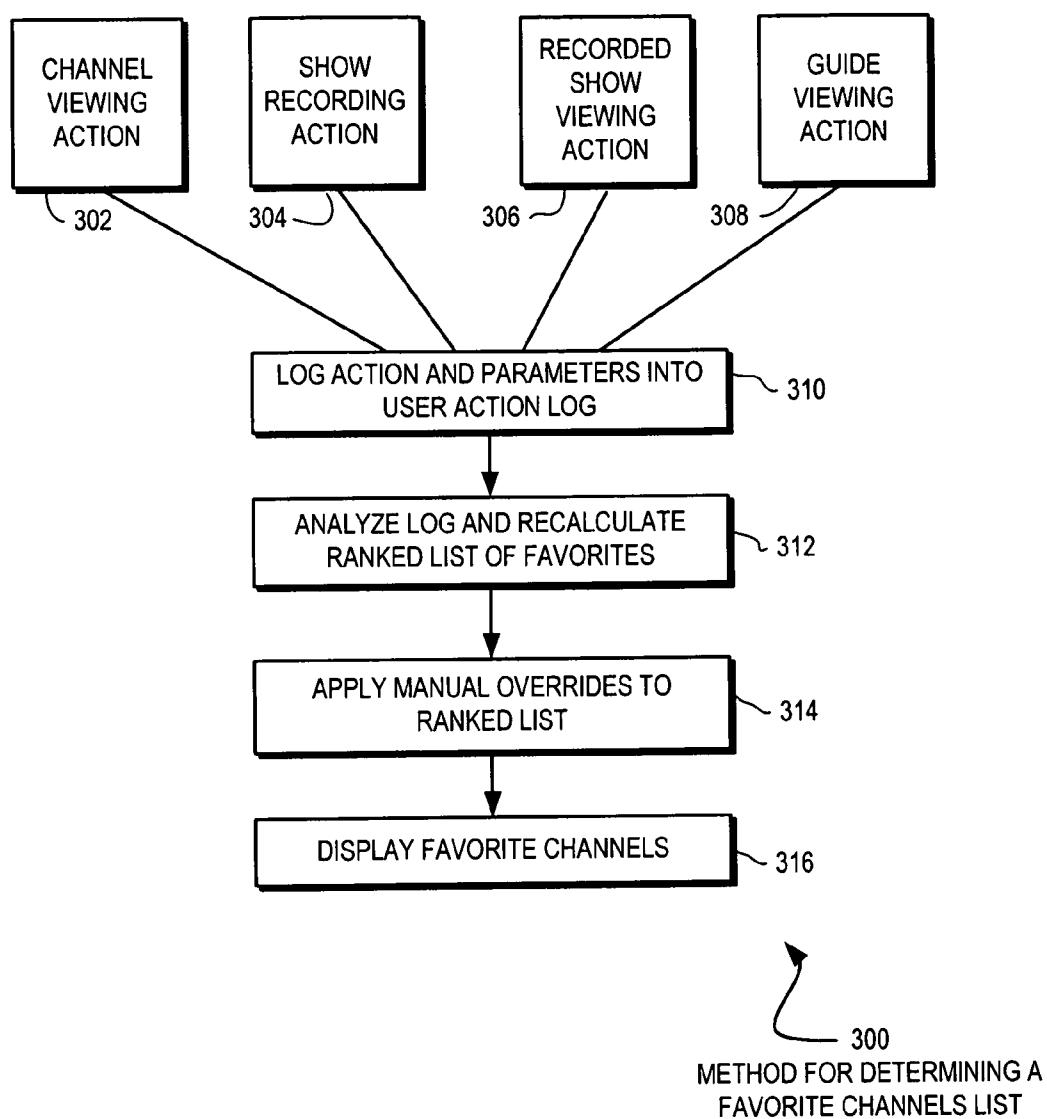 CHANNEL
VIEWING
ACTION
302
SHOW
RECORDING
ACTION
304
RECORDED
SHOW
VIEWING
ACTION
306
GUIDE
VIEWING
ACTION
308
LOG ACTION AND PARAMETERS INTO
USER ACTION LOG
310
ANALYZE LOG AND RECALCULATE
RANKED LIST OF FAVORITES
312
APPLY MANUAL OVERRIDES TO
RANKED LIST
314
DISPLAY FAVORITE CHANNELS
316
300
METHOD FOR DETERMINING A
FAVORITE CHANNELS LIST